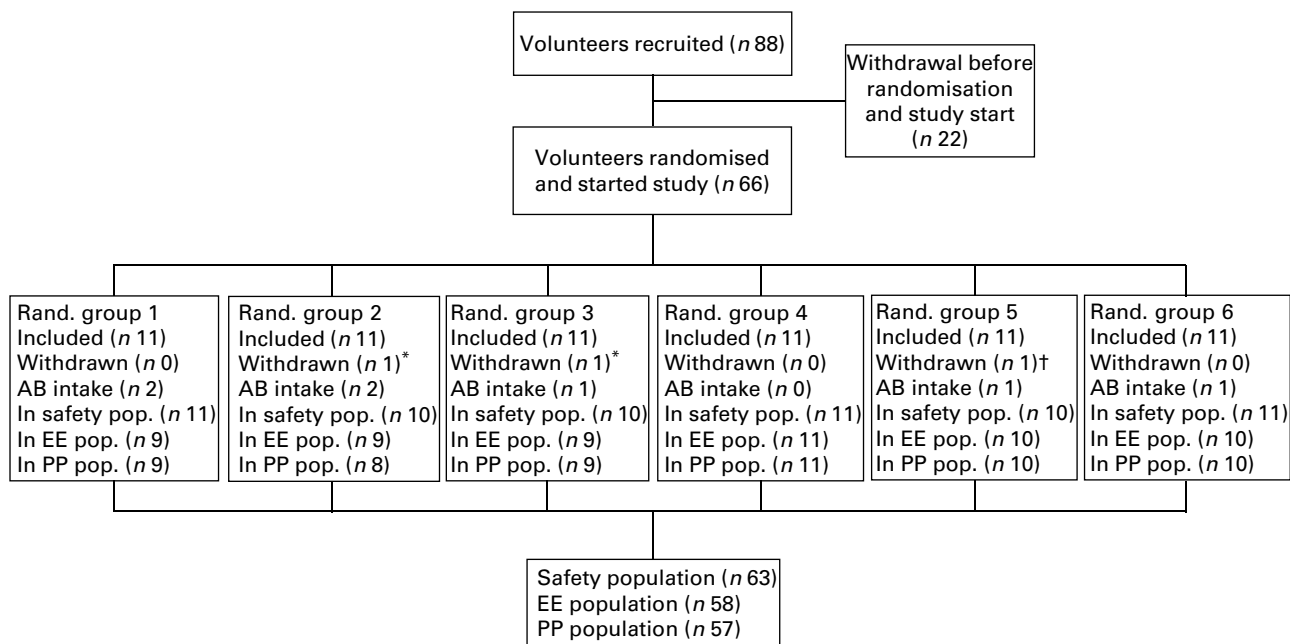 Volunteers recruited (n 88)
Withdrawal before
randomisation
and study start
(n 22)
Volunteers randomised
and started study (n 66)
Rand. group 1
Included (n 11)
Withdrawn (n 0)
AB intake (n 2)
In safety pop. (n 11)
In EE pop. (n 9)
In PP pop. (n 9)
Rand. group 2
Included (n 11)
Withdrawn (n 1)*
AB intake (n 2)
In safety pop. (n 10)
In EE pop. (n 9)
In PP pop. (n 8)
Rand. group 3
Included (n 11)
Withdrawn (n 1)*
AB intake (n 1)
In safety pop. (n 10)
In EE pop. (n 9)
In PP pop. (n 9)
Rand. group 4
Included (n 11)
Withdrawn (n 0)
AB intake (n 0)
In safety pop. (n 11)
In EE pop. (n 11)
In PP pop. (n 11)
Rand. group 5
Included (n 11)
Withdrawn (n 1)†
AB intake (n 1)
In safety pop. (n 10)
In EE pop. (n 10)
In PP pop. (n 10)
Rand. group 6
Included (n 11)
Withdrawn (n 0)
AB intake (n 1)
In safety pop. (n 11)
In EE pop. (n 10)
In PP pop. (n 10)
Safety population (n 63)
EE population (n 58)
PP population (n 57)